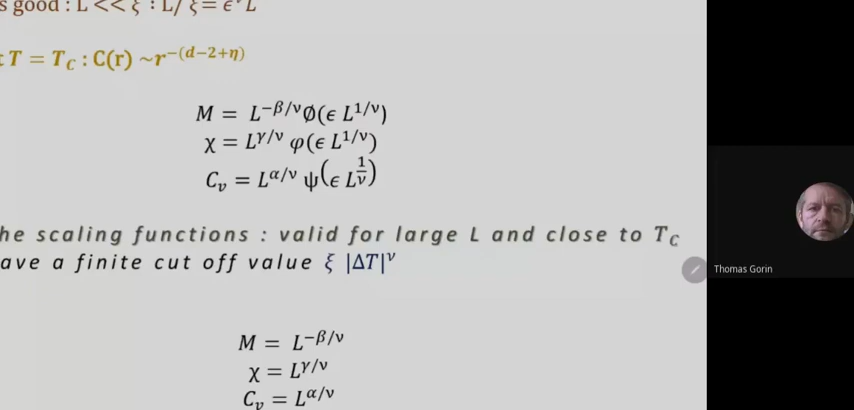 s good : L << ξ : L/ ξ = ϵ^ν L
: T = T_C : C(r) ~r^{−(d−2+η)}
M = L^{−β/ν}Ø(ϵ L^{1/ν})
χ = L^{γ/ν} φ(ϵ L^{1/ν})
C_v = L^{α/ν} ψ(ϵ L^{1/ν})
he scaling functions : valid for large L and close to T_C
ave a finite cut off value ξ |ΔT|^ν
Thomas Gorin
M = L^{−β/ν}
χ = L^{γ/ν}
C_v = L^{α/ν}